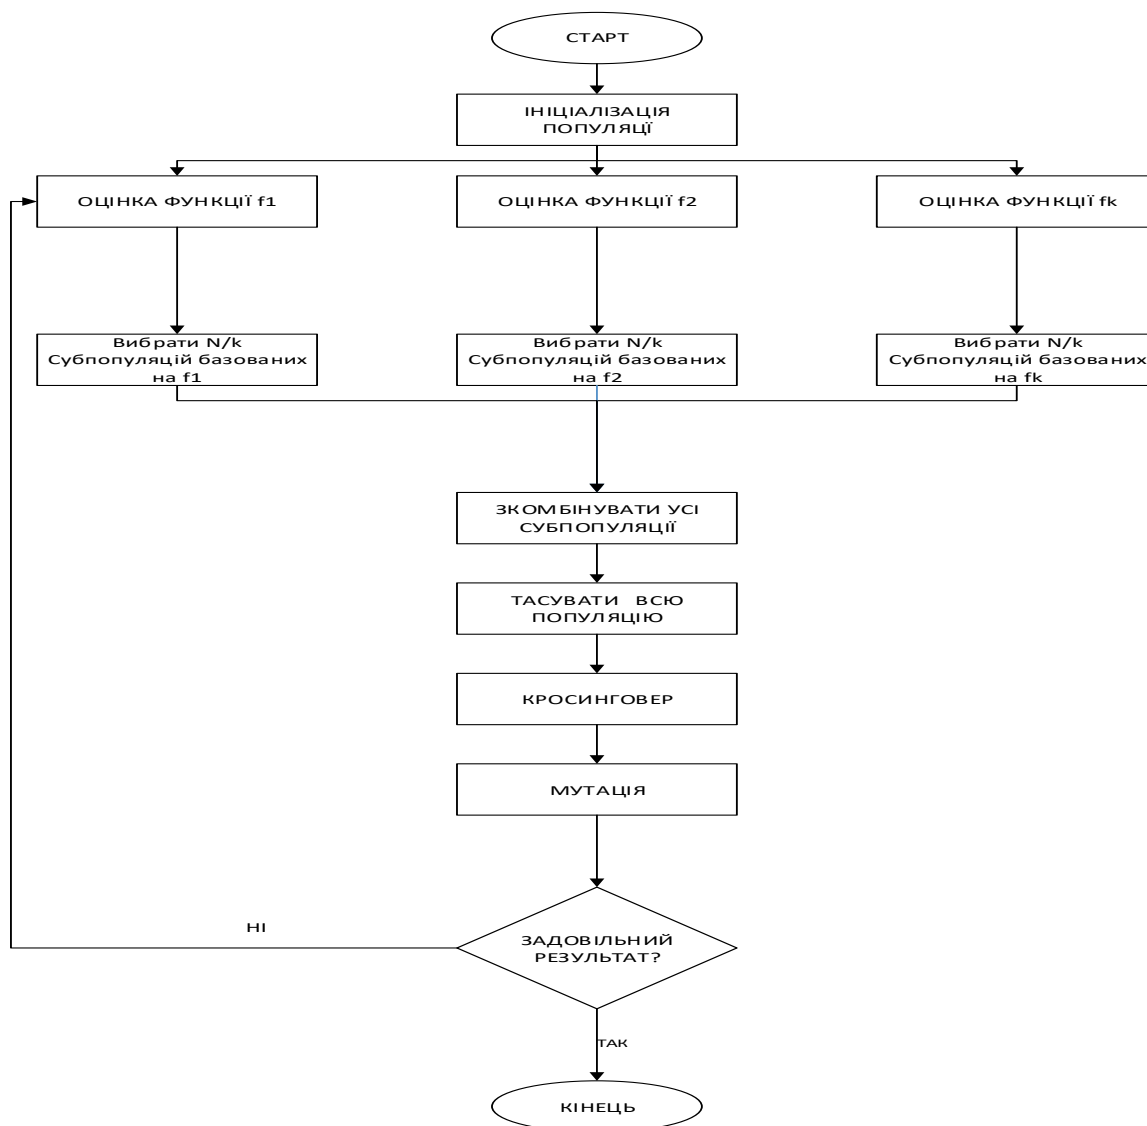 СТАРТ
ІНІЦІАЛІЗАЦІЯ
ПОПУЛЯЦЇ
ОЦІНКА ФУНКЦІЇ f1
ОЦІНКА ФУНКЦІЇ f2
ОЦІНКА ФУНКЦІЇ fk
Вибрати N/k
Субпопуляцій базованих
на f1
Вибрати N/k
Субпопуляцій базованих
на f2
Вибрати N/k
Субпопуляцій базованих
на fk
ЗКОМБІНУВАТИ УСІ
СУБПОПУЛЯЦІЇ
ТАСУВАТИ ВСЮ
ПОПУЛЯЦІЮ
КРОСИНГОВЕР
МУТАЦІЯ
НІ
ЗАДОВІЛЬНИЙ
РЕЗУЛЬТАТ?
ТАК
КІНЕЦЬ